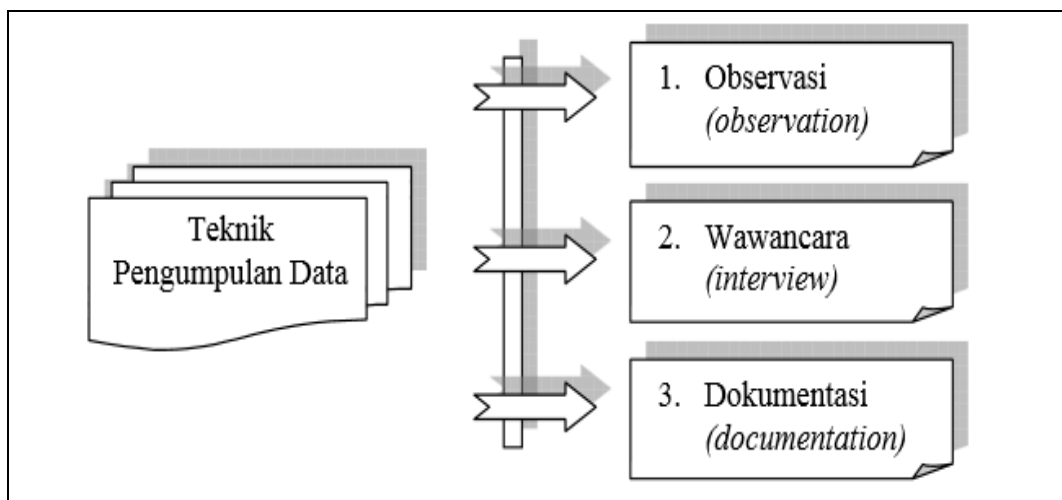 Teknik
Pengumpulan Data
1. Observasi
(observation)
2. Wawancara
(interview)
3. Dokumentasi
(documentation)